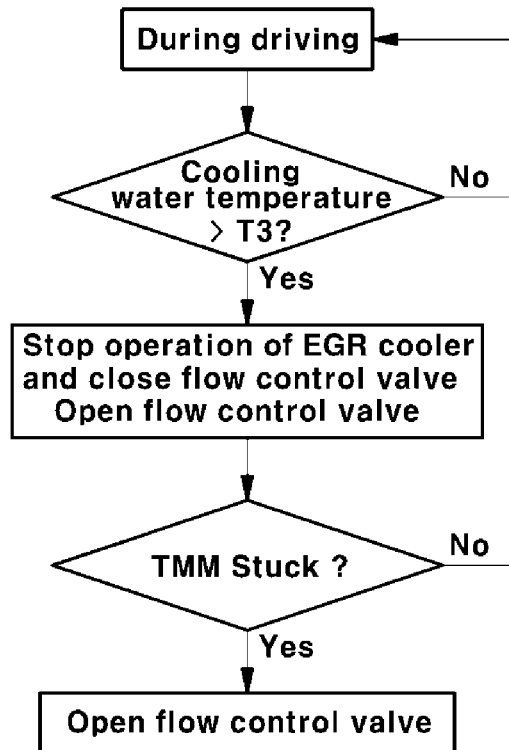 During driving
Cooling
water temperature
> T3?
No
Yes
Stop operation of EGR cooler
and close flow control valve
Open flow control valve
TMM Stuck ?
No
Yes
Open flow control valve